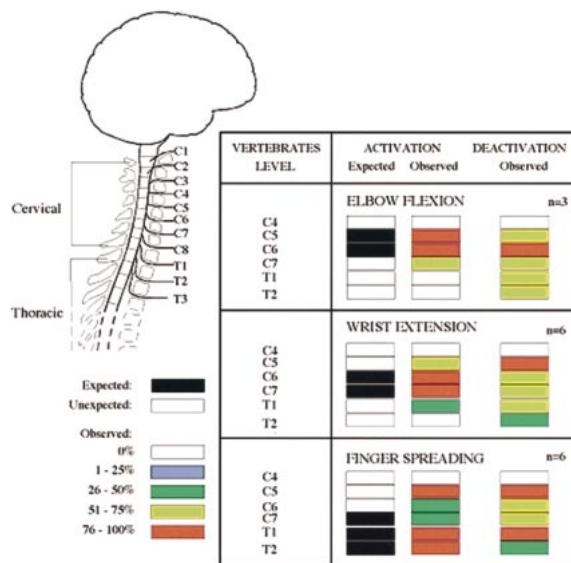 C1
C2
C3
C4
C5
C6
C7
C8
T1
T2
T3
Cervical
Thoracic
Expected:
Unexpected:
Observed:
0%
1 - 25%
26 - 50%
51 - 75%
76 - 100%
VERTEBRATES LEVEL
ACTIVATION
Expected Observed
DEACTIVATION
Observed
ELBOW FLEXION n=3
C4
C5
C6
C7
T1
T2
WRIST EXTENSION n=6
C4
C5
C6
C7
T1
T2
FINGER SPREADING n=6
C4
C5
C6
C7
T1
T2